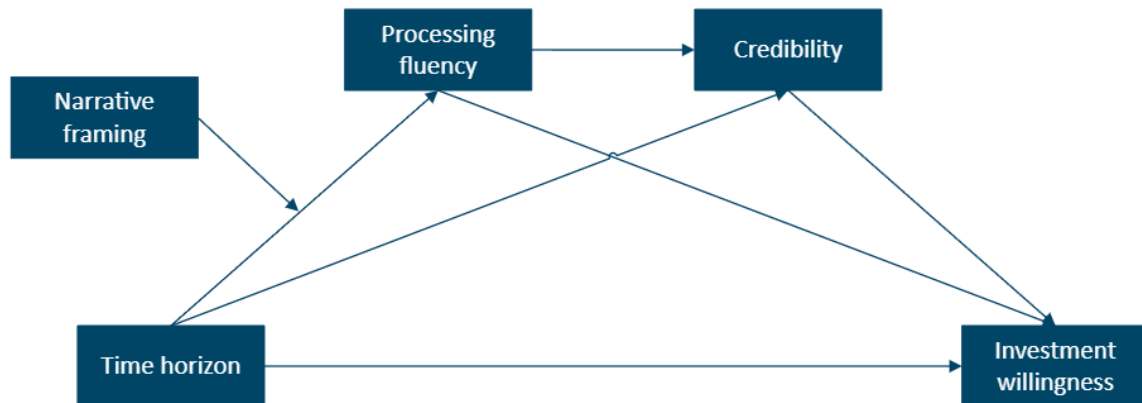 Processing
fluency
Credibility
Narrative
framing
Time horizon
Investment
willingness